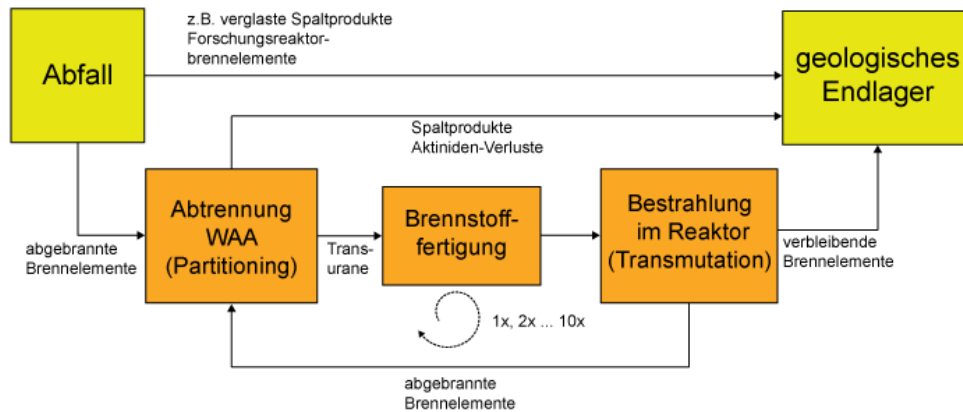 z.B. verglaste Spaltprodukte
Forschungsreaktor-
brennelemente
Abfall
geologisches
Endlager
Spaltprodukte
Aktiniden-Verluste
abgebrannte
Brennelemente
Abtrennung
WAA
(Partitioning)
Trans-
urane
Brennstoff-
fertigung
Bestrahlung
im Reaktor
(Transmutation)
verbleibende
Brennelemente
1x, 2x ... 10x
abgebrannte
Brennelemente